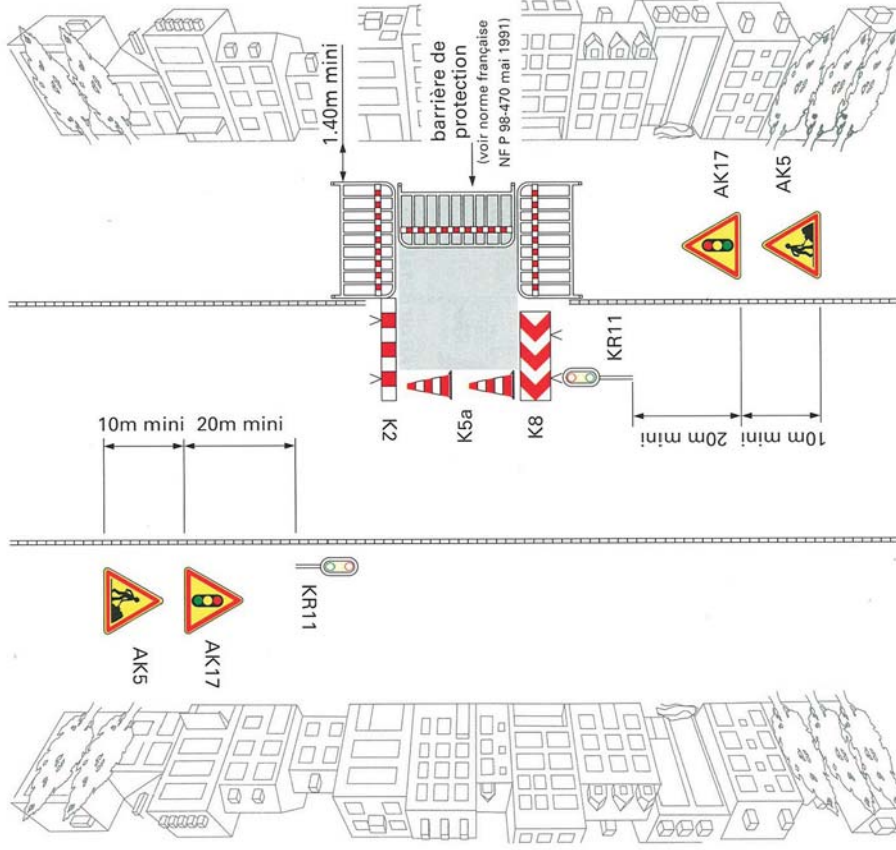 1.40m mini
barrière de
protection
(voir norme française
NF P 98-470 mai 1991)
AK17
AK5
KR11
K2
K5a
K8
20m mini
10m mini
10m mini
20m mini
KR11
AK5
AK17